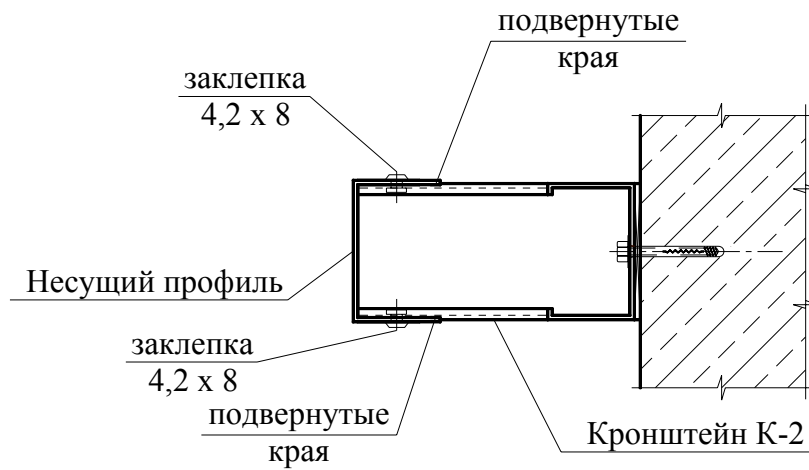 подвернутые
края
заклепка
4,2 х 8
Несущий профиль
заклепка
4,2 х 8
подвернутые
края
Кронштейн К-2